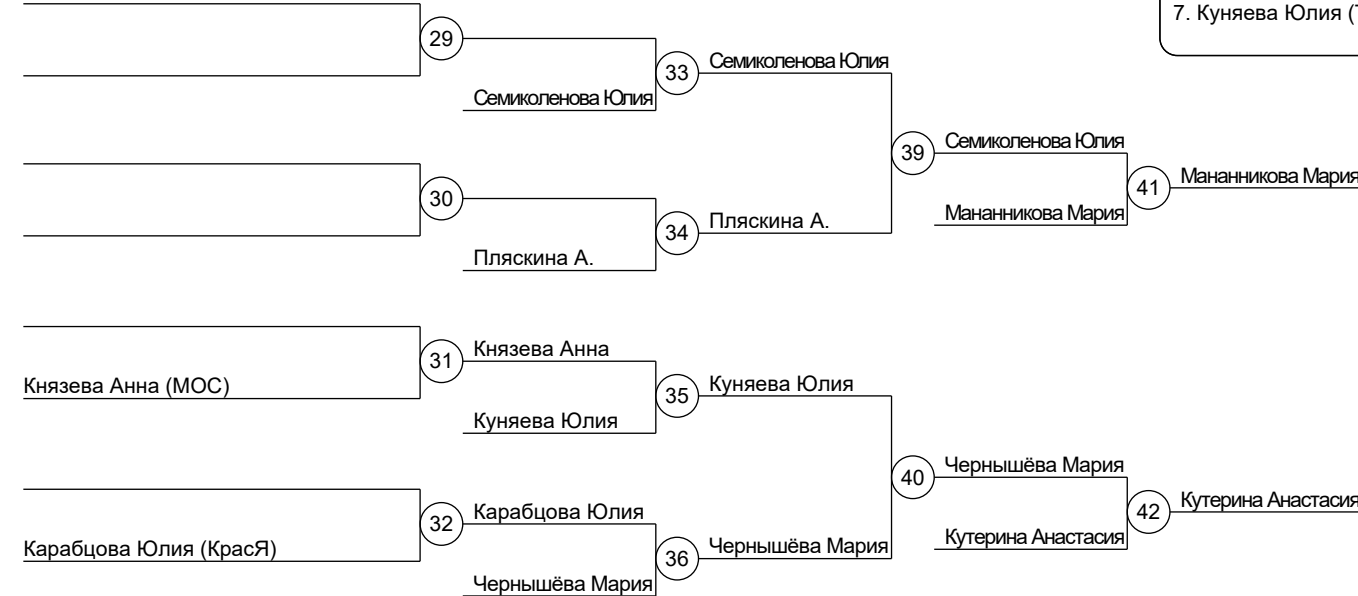 7. Куняева Юлия (
29
33
Семиколенова Юлия
Семиколенова Юлия
39
Семиколенова Юлия
41
Мананникова Мария
30
Мананникова Мария
34
Пляскина А.
Пляскина А.
31
Князева Анна
Князева Анна (МОС)
35
Куняева Юлия
Куняева Юлия
40
Чернышёва Мария
42
Кутерина Анастасия
32
Карабцова Юлия
Кутерина Анастасия
Карабцова Юлия (КрасЯ)
36
Чернышёва Мария
Чернышёва Мария